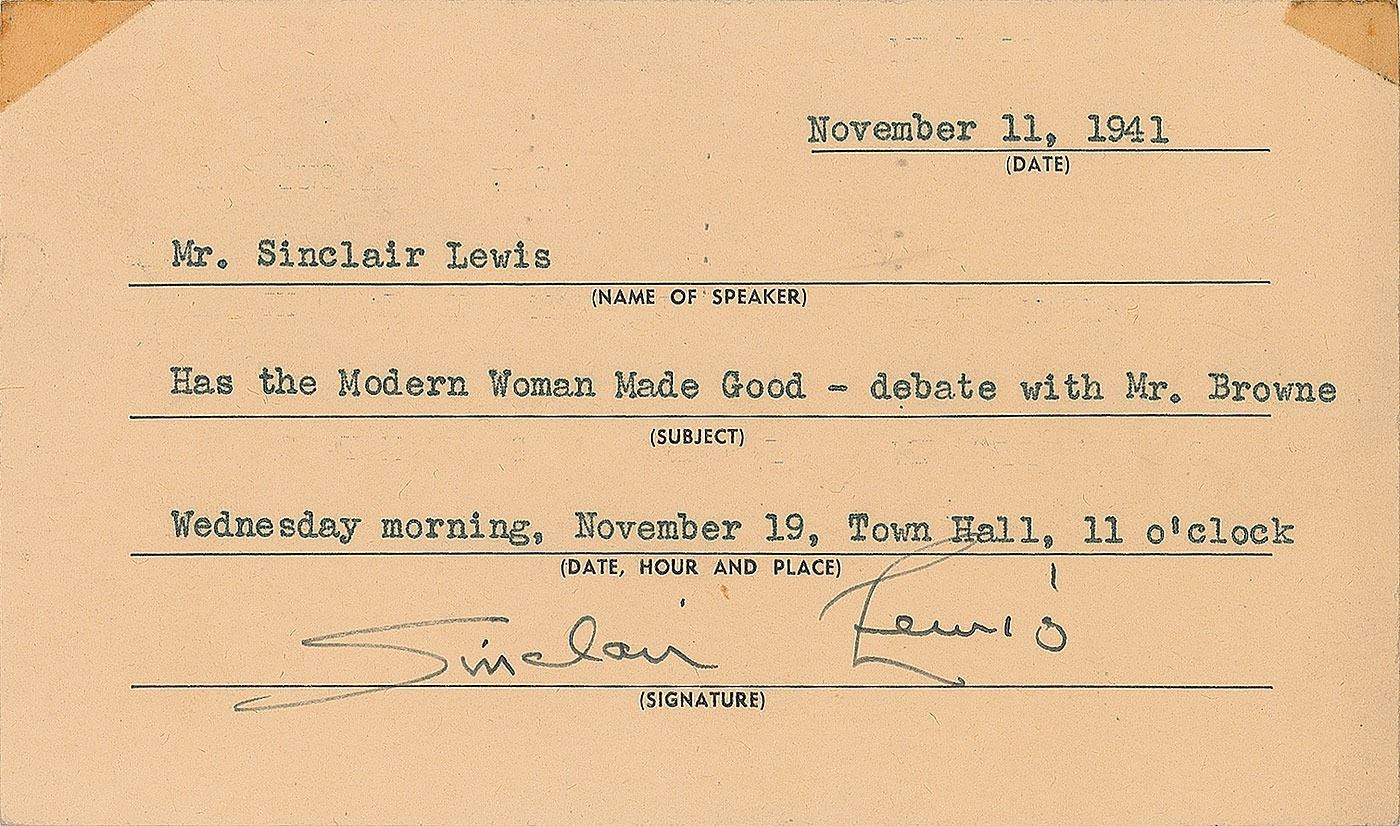 November 11, 1941
(DATE)
Mr. Sinclair Lewis
(NAME OF SPEAKER)
Has the Modern Woman Made Good - debate with Mr. Browne
(SUBJECT)
Wednesday morning, November 19, Town Hall, 11 o'clock
(DATE, HOUR AND PLACE)
Sinclair Lewis
(SIGNATURE)